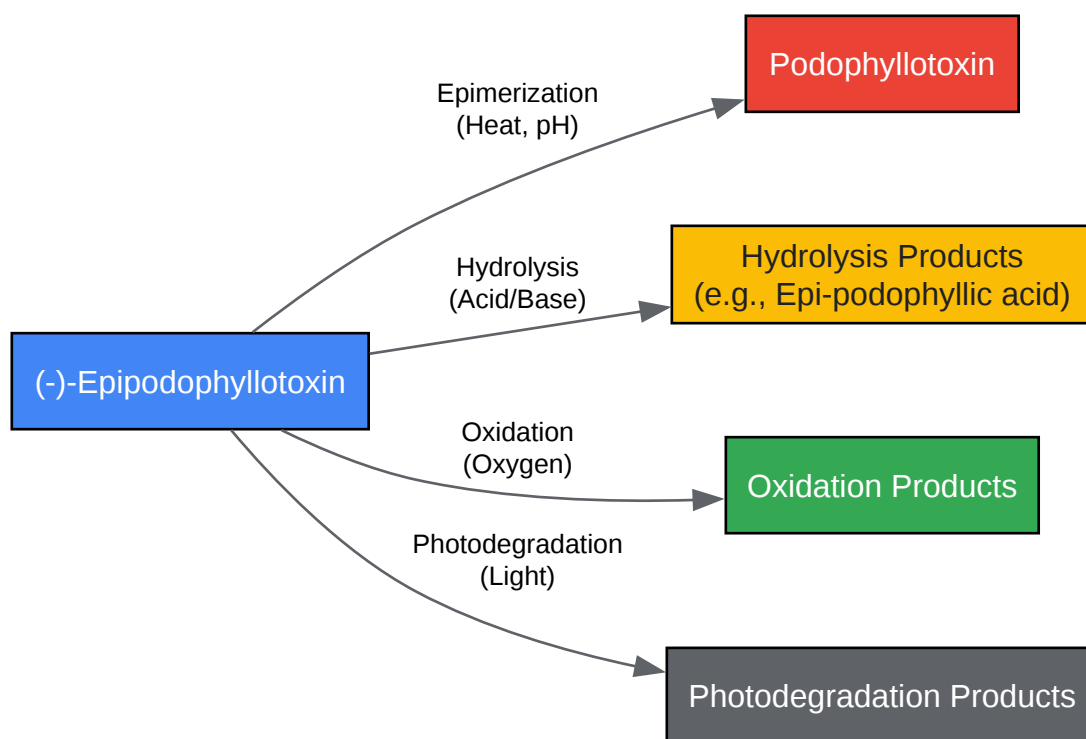 Podophyllotoxin
Epimerization
(Heat, pH)
Hydrolysis Products
(e.g., Epi-podophyllic acid)
Hydrolysis
(Acid/Base)
(-)-Epipodophyllotoxin
Oxidation
(Oxygen)
Oxidation Products
Photodegradation
(Light)
Photodegradation Products